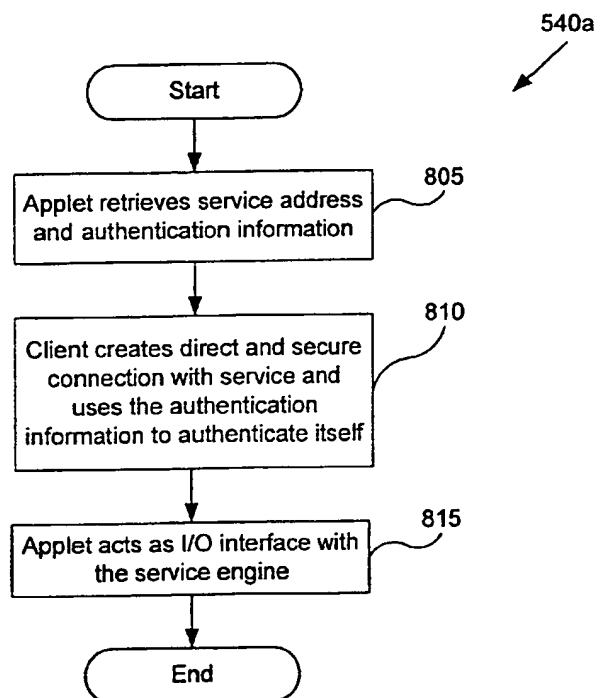 540a
Start
805
Applet retrieves service address
and authentication information
810
Client creates direct and secure
connection with service and
uses the authentication
information to authenticate itself
815
Applet acts as I/O interface with
the service engine
End